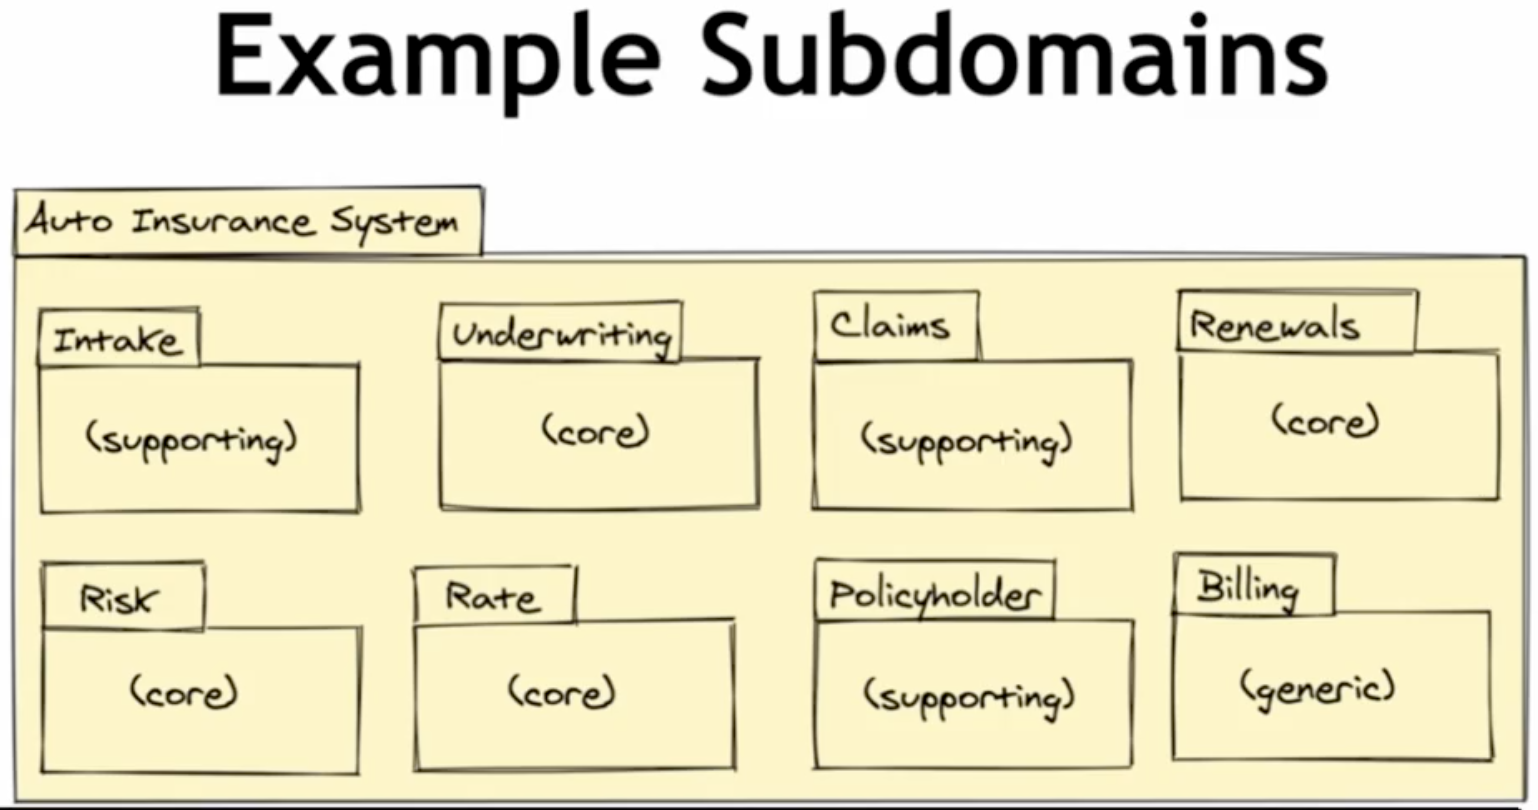 Example Subdomains
Auto Insurance System
Intake
(supporting)
Underwriting
(core)
Claims
(supporting)
Renewals
(core)
Risk
(core)
Rate
(core)
Policyholder
(supporting)
Billing
(generic)